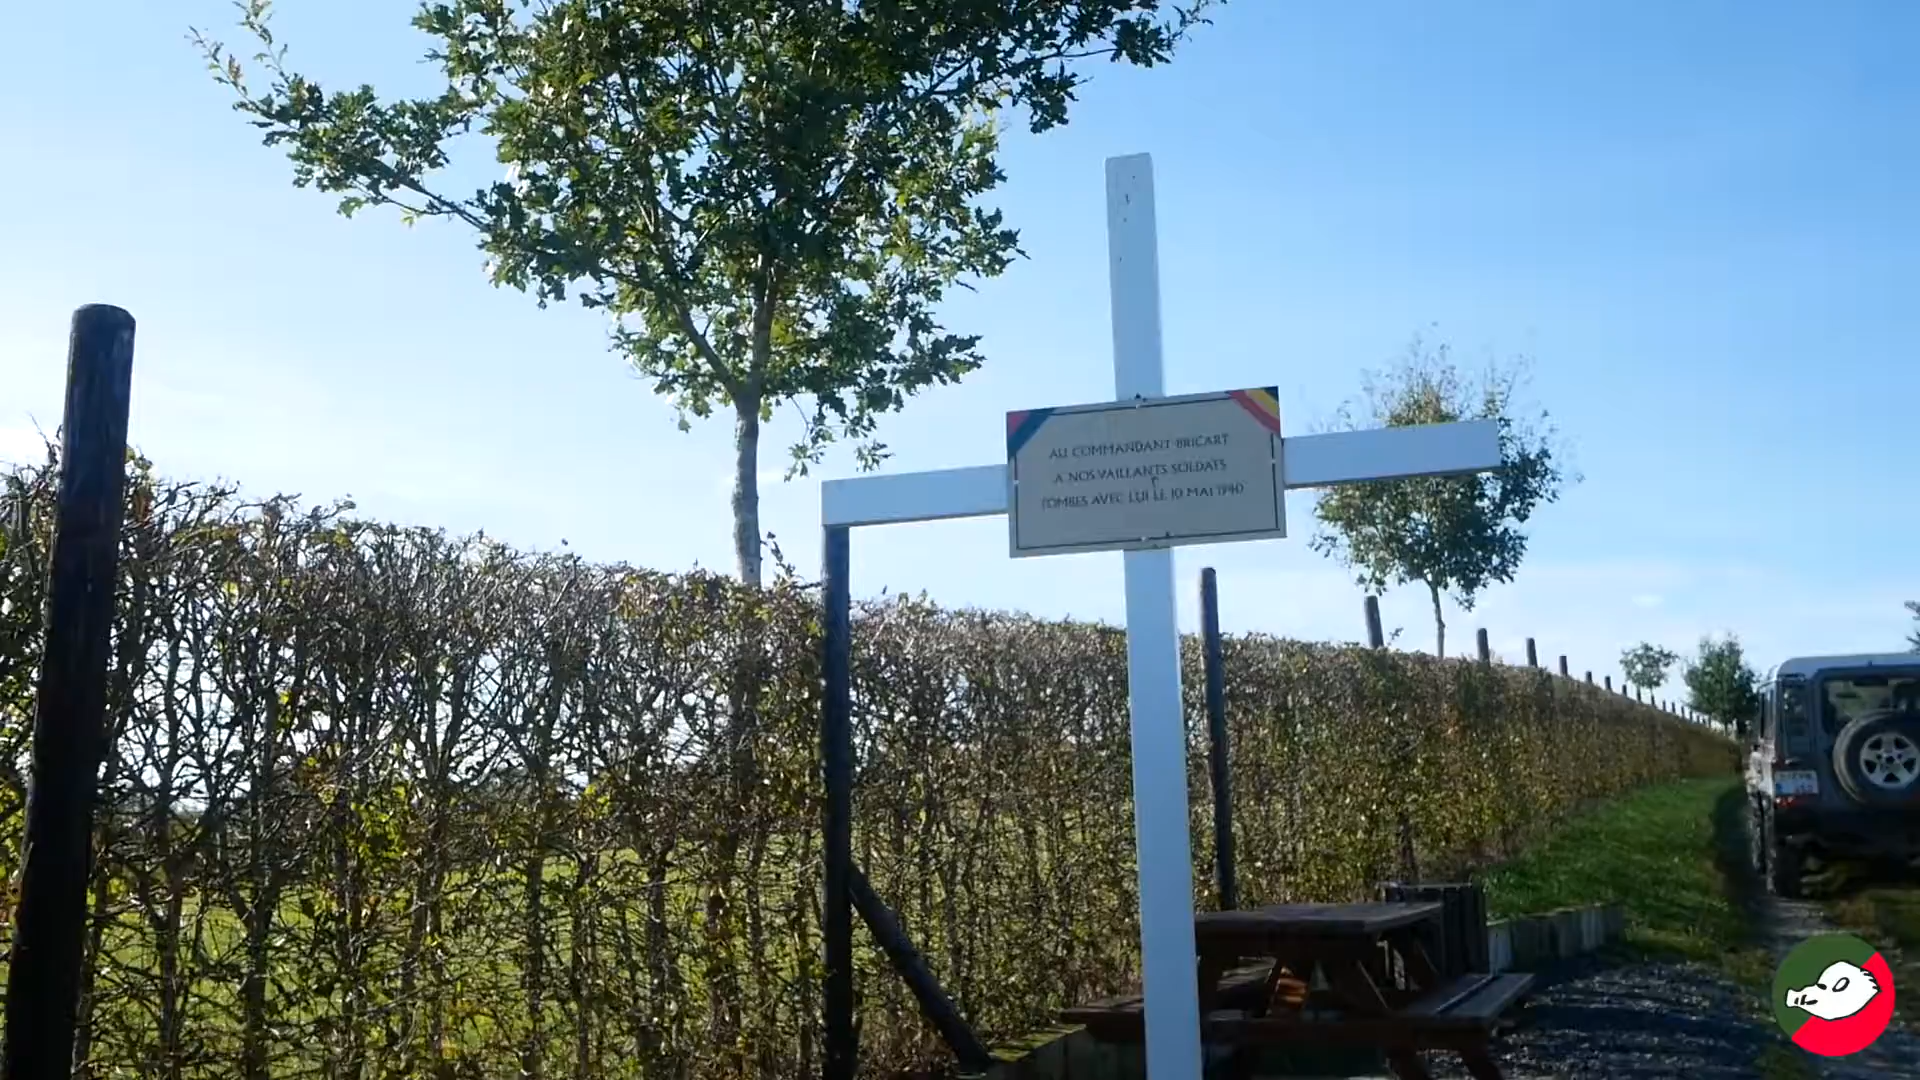 AU COMMANDANT BRICART
A NOS VAILLANTS SOLDATS
TOMBES AVEC LUI LE 10 MAI 1940